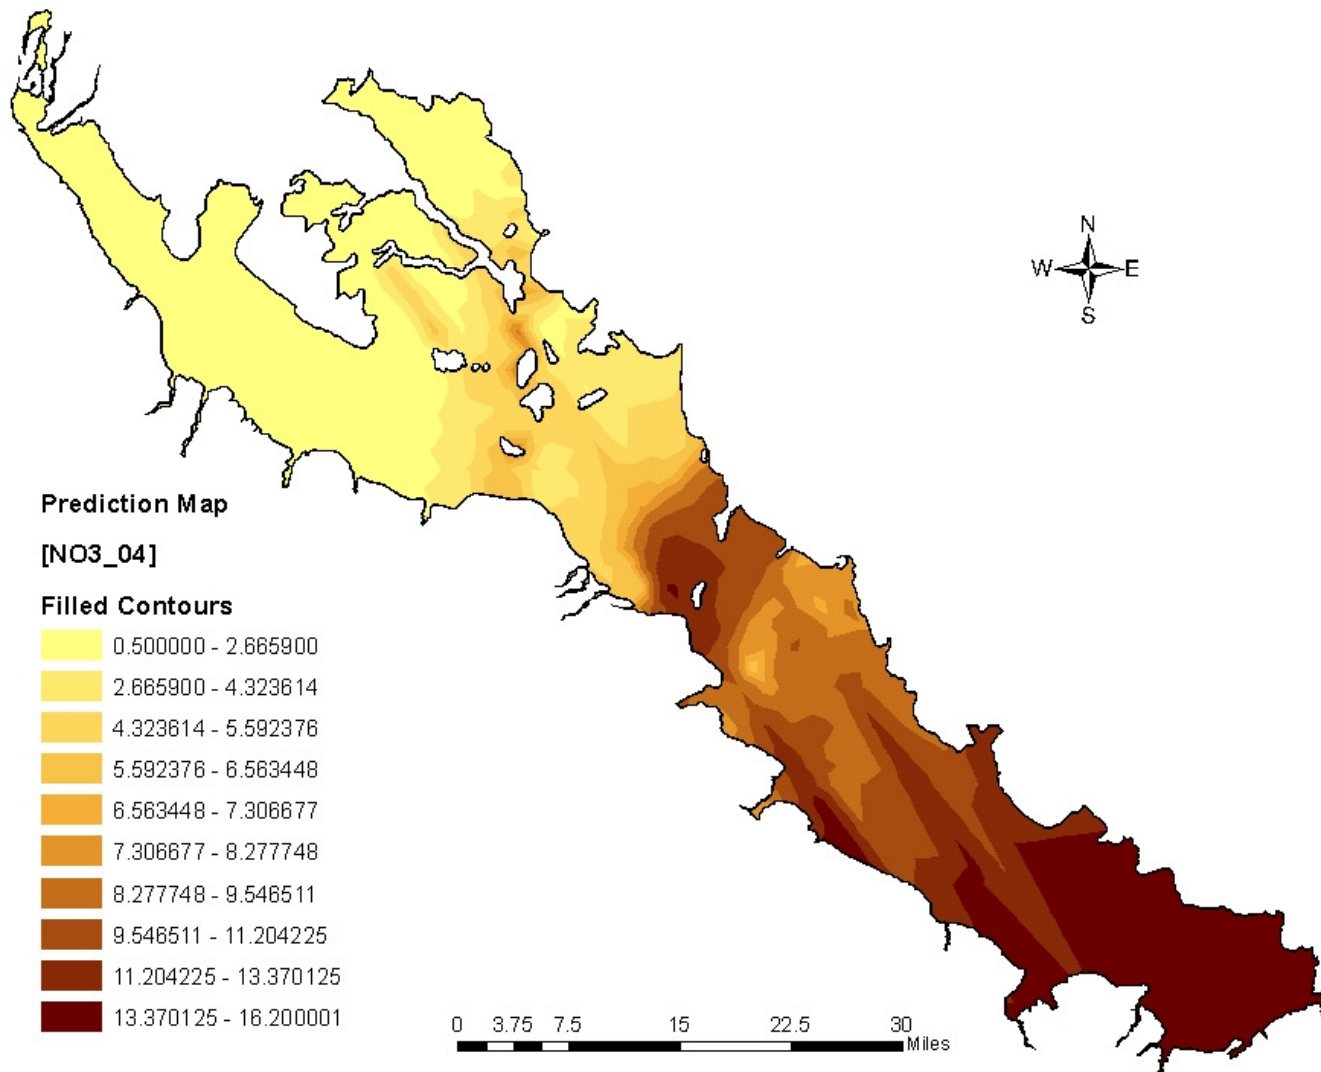 N
W E
S
Prediction Map
[NO3_04]
Filled Contours
0.500000 - 2.665900
2.665900 - 4.323614
4.323614 - 5.592376
5.592376 - 6.563448
6.563448 - 7.306677
7.306677 - 8.277748
8.277748 - 9.546511
9.546511 - 11.204225
11.204225 - 13.370125
13.370125 - 16.200001
0 3.75 7.5 15 22.5 30
Miles